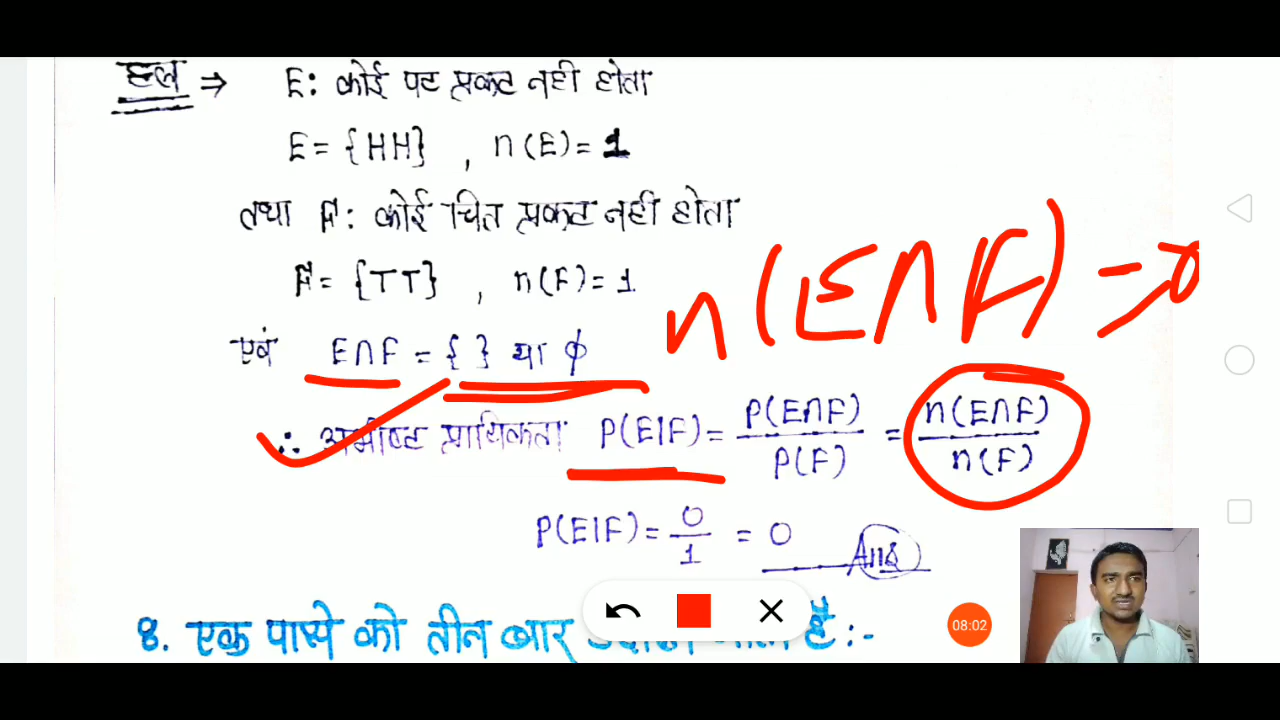 हल ⇒ E: कोई पट प्रकट नही होता
E = {HH} , n(E) = 1
तथा F: कोई चित प्रकट नही होता
F = {TT} , n(F) = 1
n(E∩F) =
एवं E∩F = { } या ϕ
∴ अभीष्ट प्रायिकता P(E|F) = P(E∩F)/P(F) = n(E∩F)/n(F)
P(E|F) = 0/1 = 0 Ans
8. एक पासे को तीन बार है :-
08:02